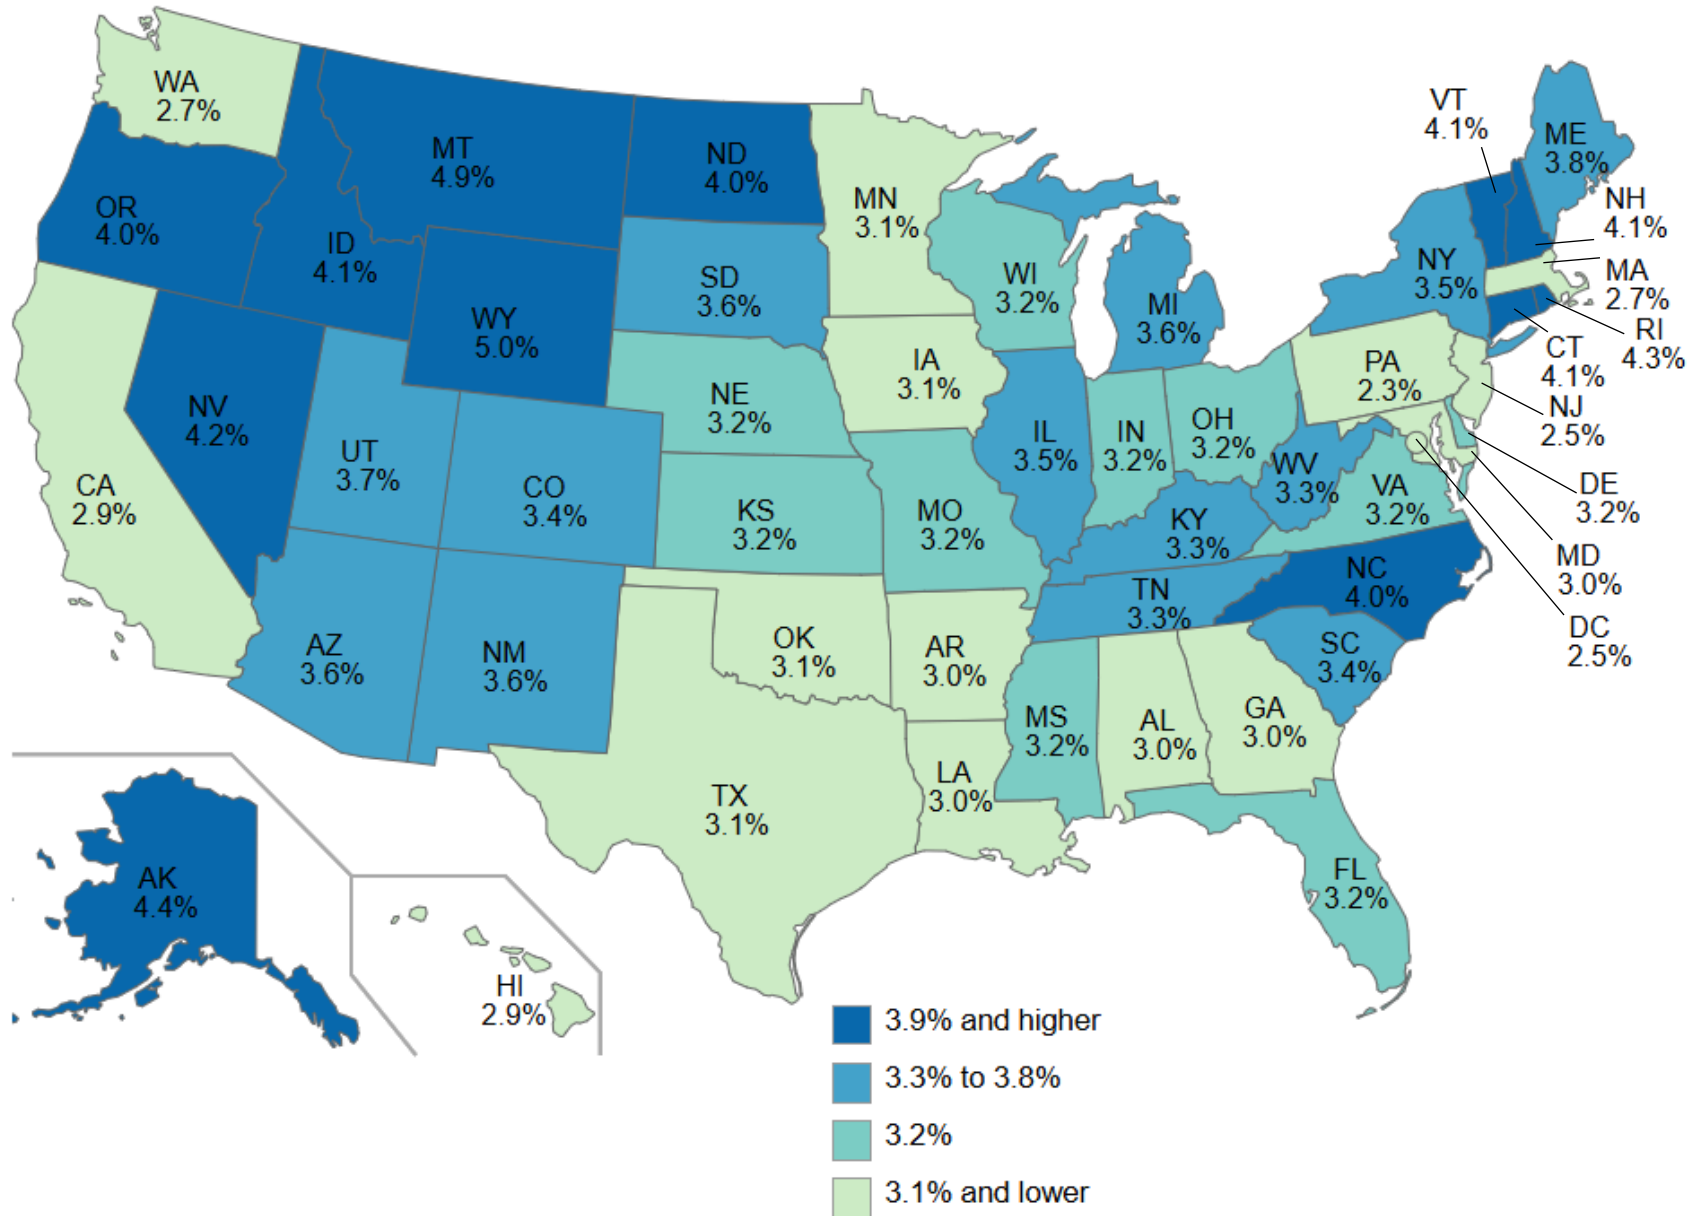 WA
2.7%
VT
4.1%
ME
3.8%
MT
4.9%
ND
4.0%
MN
3.1%
NH
4.1%
OR
4.0%
ID
4.1%
SD
3.6%
WI
3.2%
MI
3.6%
NY
3.5%
MA
2.7%
WY
5.0%
RI
4.3%
CT
4.1%
IA
3.1%
PA
2.3%
NV
4.2%
NE
3.2%
NJ
2.5%
UT
3.7%
CO
3.4%
IL
3.5%
IN
3.2%
OH
3.2%
WV
3.3%
CA
2.9%
KS
3.2%
MO
3.2%
KY
3.3%
VA
3.2%
DE
3.2%
MD
3.0%
TN
3.3%
NC
4.0%
DC
2.5%
AZ
3.6%
NM
3.6%
OK
3.1%
AR
3.0%
SC
3.4%
MS
3.2%
AL
3.0%
GA
3.0%
TX
3.1%
LA
3.0%
FL
3.2%
AK
4.4%
HI
2.9%
3.9% and higher
3.3% to 3.8%
3.2%
3.1% and lower